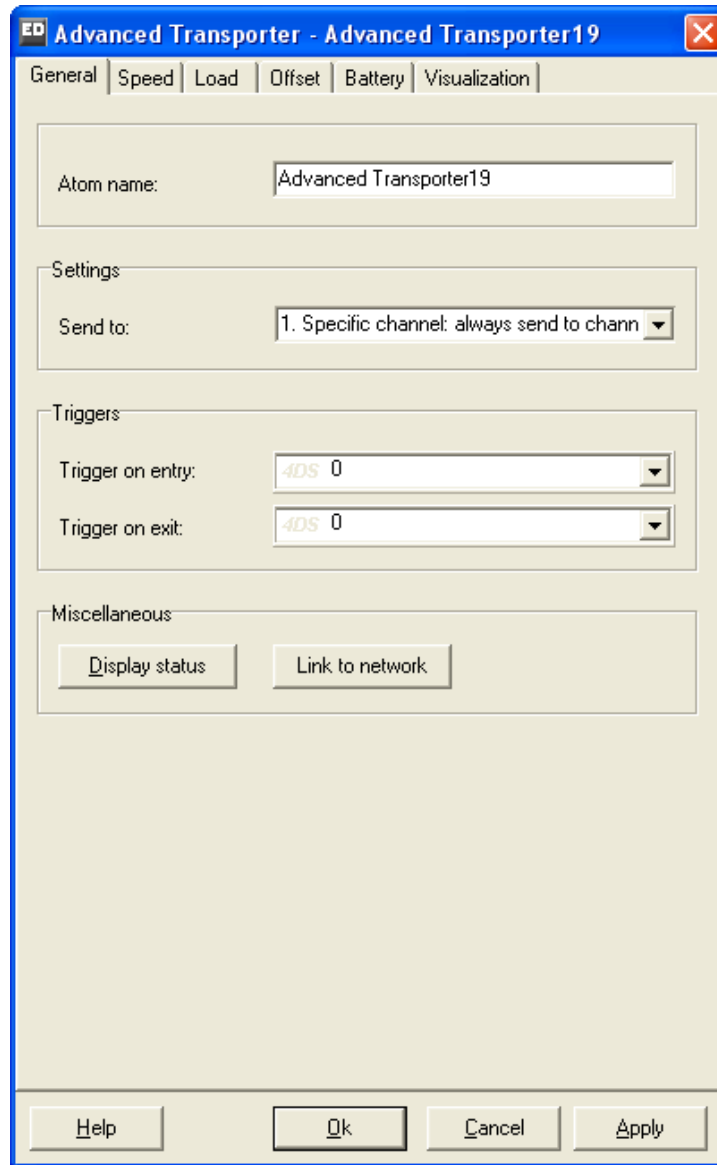 ED Advanced Transporter - Advanced Transporter19
General Speed Load Offset Battery Visualization
Atom name: Advanced Transporter19
Settings
Send to: 1. Specific channel: always send to chann
Triggers
Trigger on entry: 4DS 0
Trigger on exit: 4DS 0
Miscellaneous
Display status Link to network
Help Ok Cancel Apply